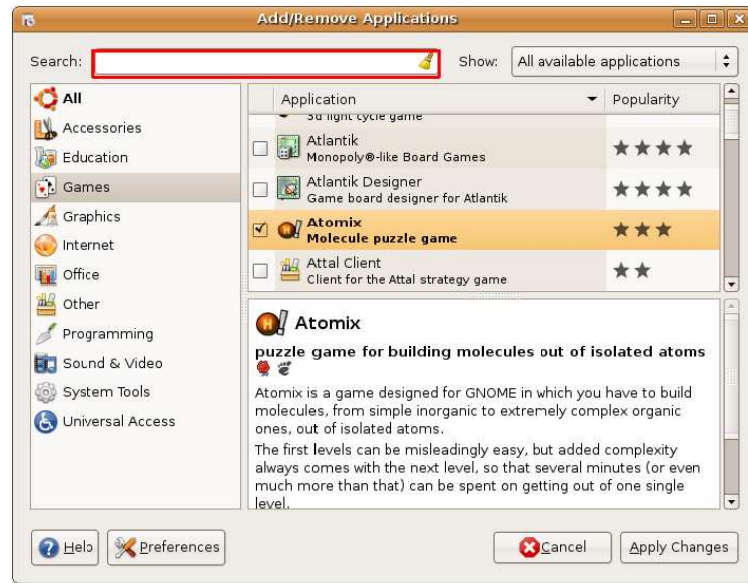 Add/Remove Applications
Search:
Show:
All available applications
All
Accessories
Education
Games
Graphics
Internet
Office
Other
Programming
Sound & Video
System Tools
Universal Access
Application
Popularity
3d light cycle game
Atlantik
Monopoly®-like Board Games
Atlantik Designer
Game board designer for Atlantik
Atomix
Molecule puzzle game
Attal Client
Client for the Attal strategy game
Atomix
puzzle game for building molecules out of isolated atoms
Atomix is a game designed for GNOME in which you have to build
molecules, from simple inorganic to extremely complex organic
ones, out of isolated atoms.
The first levels can be misleadingly easy, but added complexity
always comes with the next level, so that several minutes (or even
much more than that) can be spent on getting out of one single
level.
Help
Preferences
Cancel
Apply Changes